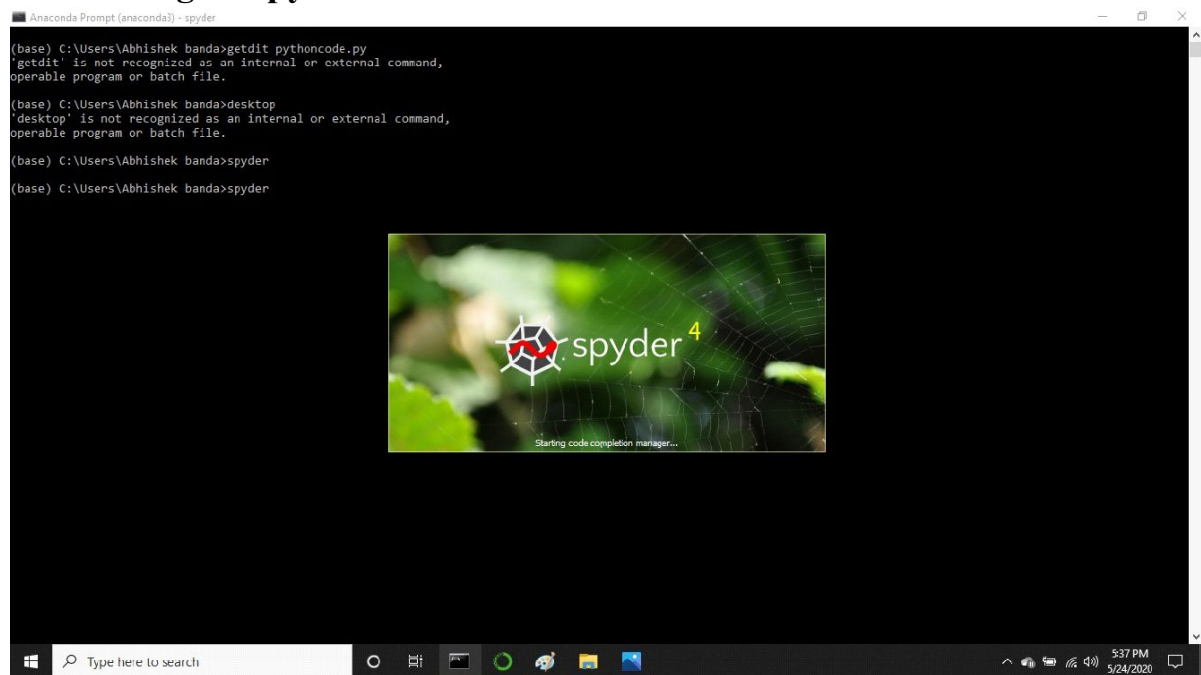 Anaconda Prompt (anaconda3) - spyder
(base) C:\Users\Abhishek banda>getdit pythoncode.py
'getdit' is not recognized as an internal or external command,
operable program or batch file.
(base) C:\Users\Abhishek banda>desktop
'desktop' is not recognized as an internal or external command,
operable program or batch file.
(base) C:\Users\Abhishek banda>spyder
(base) C:\Users\Abhishek banda>spyder
spyder 4
Starting code completion manager...
Type here to search
5:37 PM
5/24/2020